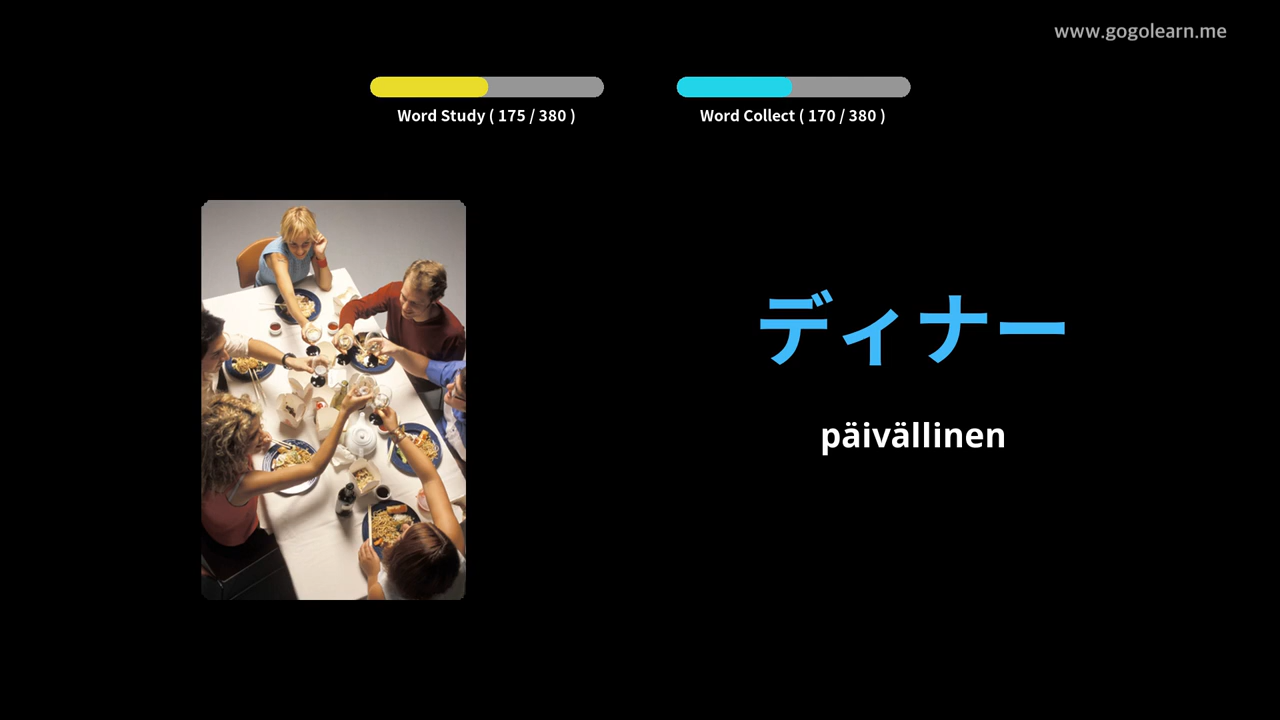 www.gogolearn.me
Word Study ( 175 / 380 )
Word Collect ( 170 / 380 )
ディナー
päivällinen